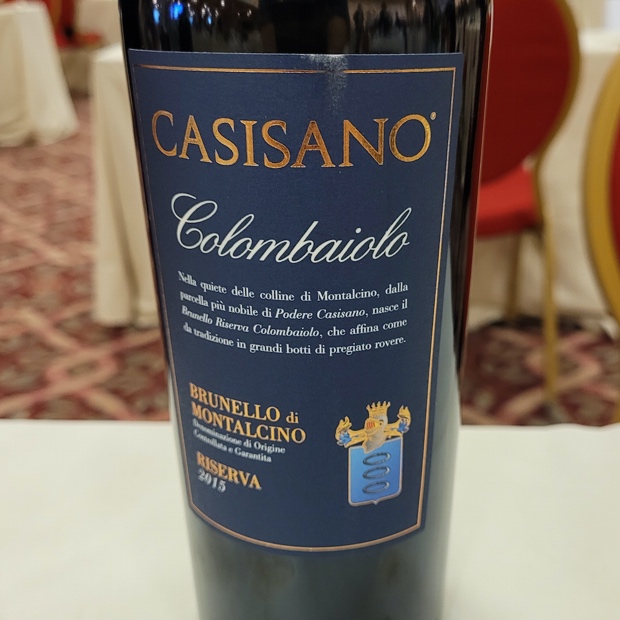 CASISANO®
Colombaiolo
Nella quiete delle colline di Montalcino, dalla
parcella più nobile di Podere Casisano, nasce il
Brunello Riserva Colombaiolo, che affina come
da tradizione in grandi botti di pregiato rovere.
BRUNELLO di
MONTALCINO
Denominazione di Origine
Controllata e Garantita
RISERVA
2015